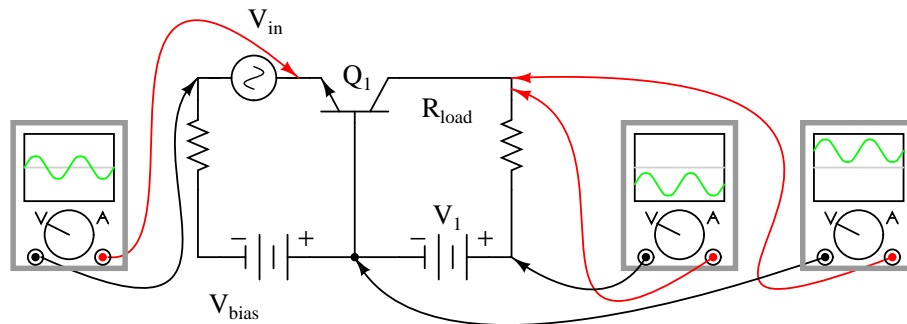 V_in
Q_1
R_load
V A
V A
V A
− + V_1 − +
V_bias